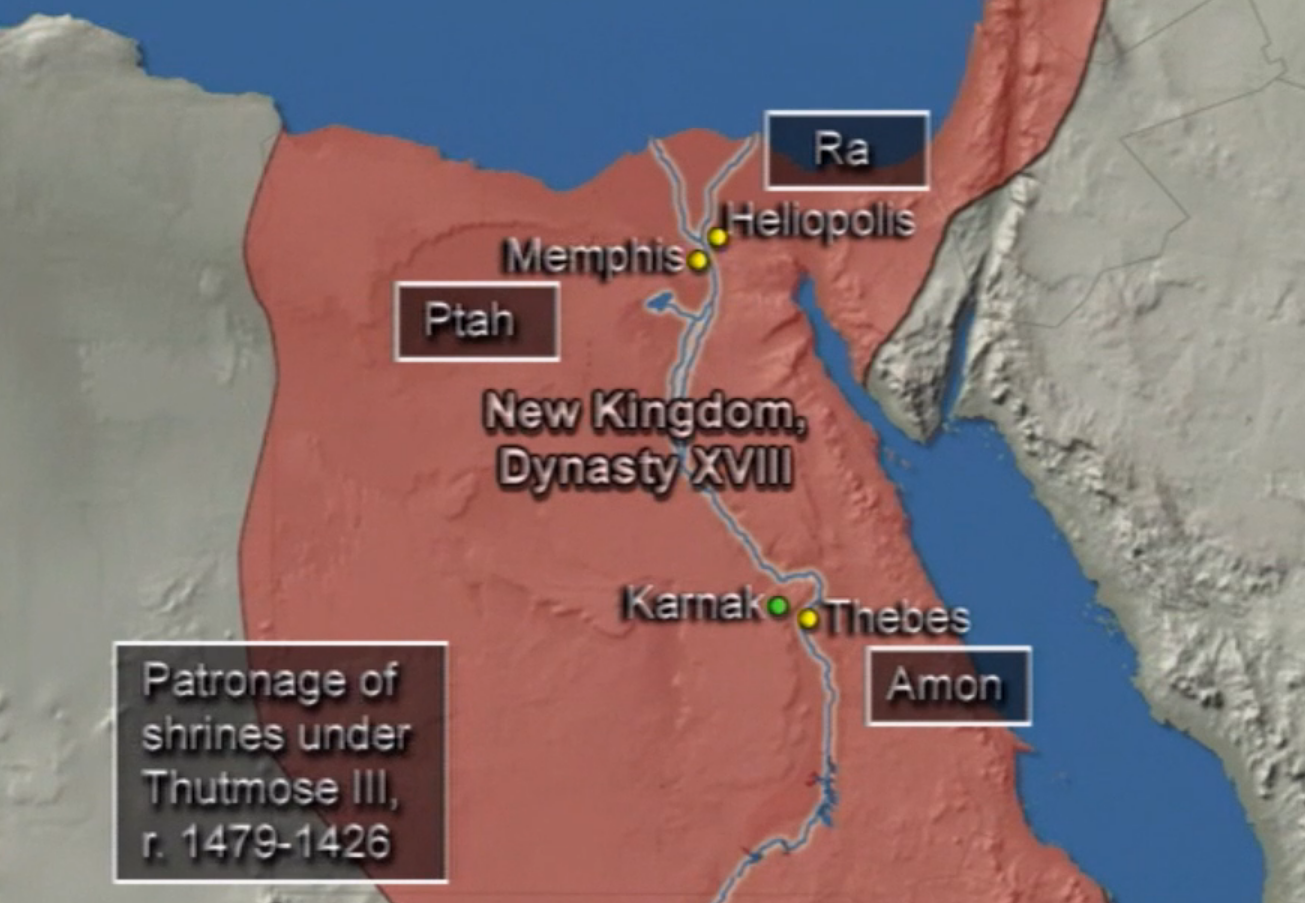 Ra
Heliopolis
Memphis
Ptah
New Kingdom,
Dynasty XVIII
Karnak
Thebes
Amon
Patronage of
shrines under
Thutmose III,
r. 1479-1426